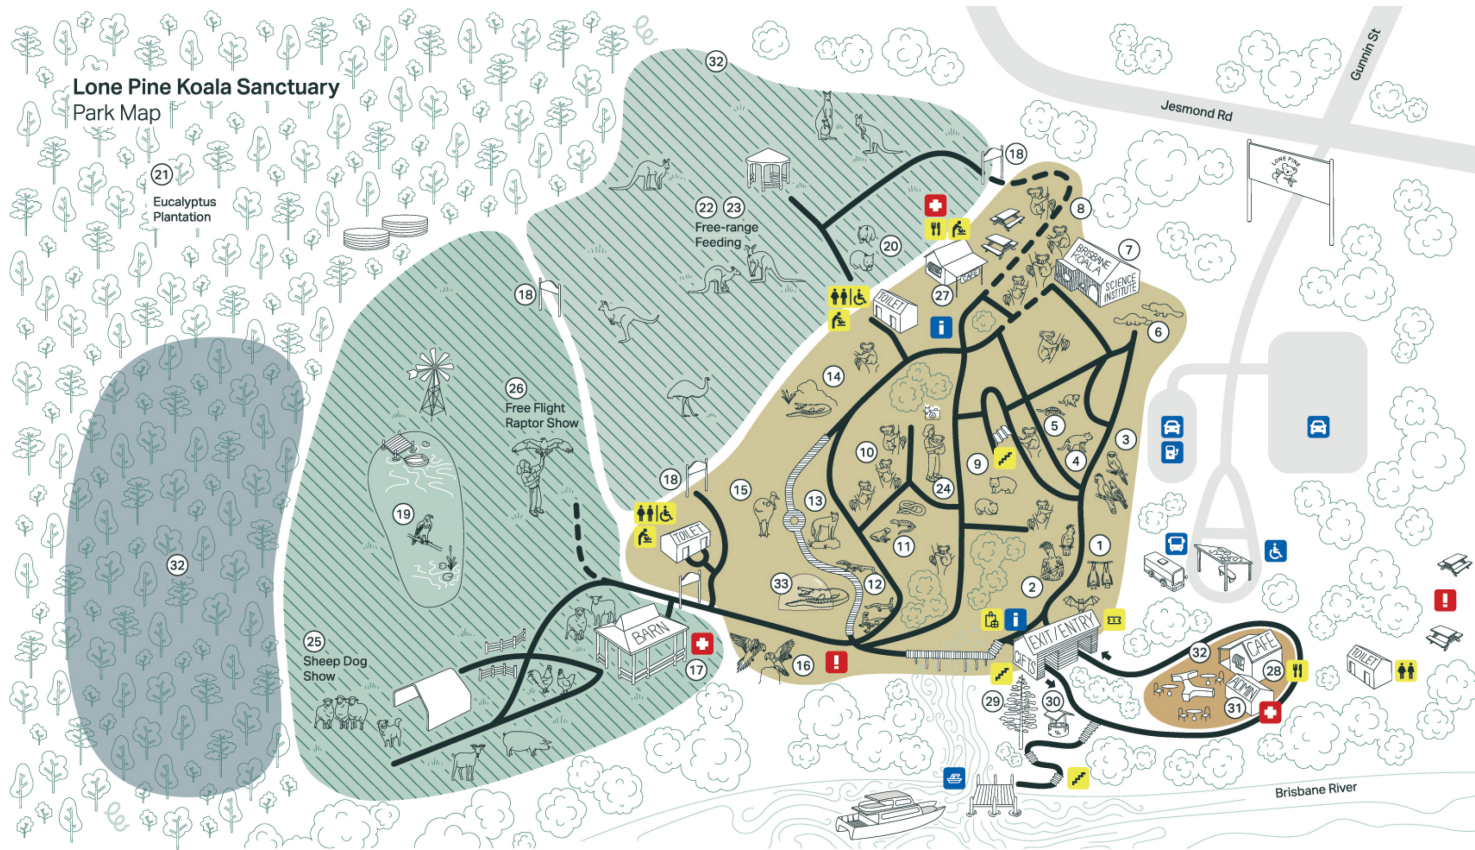 Lone Pine Koala Sanctuary
Park Map
Gunnin St
Jesmond Rd
LONE PINE
32
18
21
Eucalyptus
Plantation
22 23
Free-range
Feeding
20
8
7
BRISBANE
KOALA
SCIENCE
INSTITUTE
27
CAFE
18
TOILET
i
6
14
26
Free Flight
Raptor Show
10
5
3
9
4
18
15
13
24
19
TOILET
11
1
32
33
12
2
i
EXIT/ENTRY
GIFTS
25
Sheep Dog
Show
BARN
17
16
!
32
CAFE
28
ADMIN
31
TOILET
!
29
30
Brisbane River